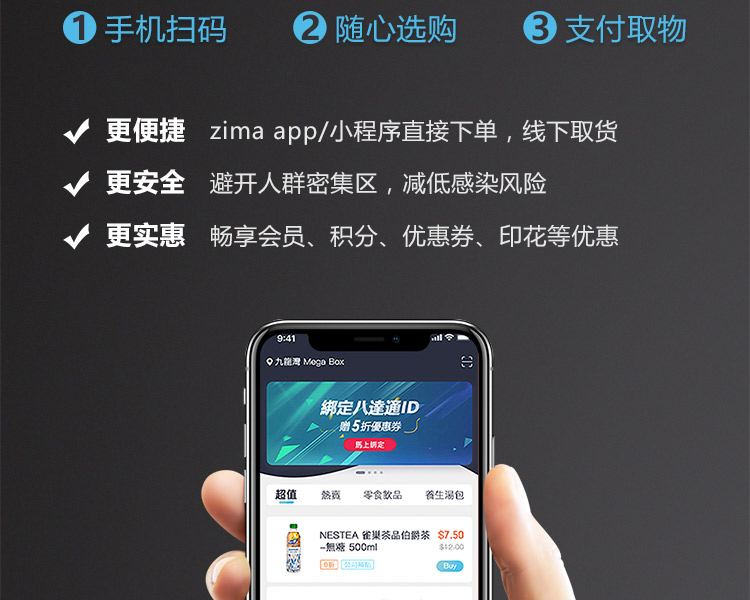 1 手机扫码 2 随心选购 3 支付取物
更便捷 zima app/小程序直接下单，线下取货
更安全 避开人群密集区，减低感染风险
更实惠 畅享会员、积分、优惠券、印花等优惠
9:41
九龍灣 Mega Box
綁定八達通ID
赠5折優惠券
馬上綁定
超值 熱賣 零食飲品 養生湯包
NESTEA 雀巢茶品伯爵茶 $7.50
-無糖 500ml $12.00
Buy